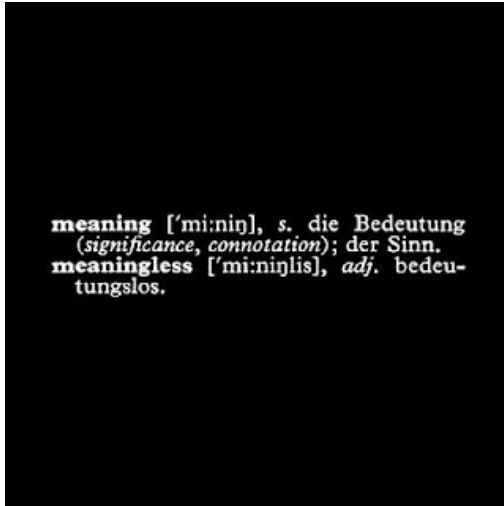 meaning ['mi:niŋ], s. die Bedeutung
(significance, connotation); der Sinn.
meaningless ['mi:niŋlis], adj. bedeu-
tungslos.